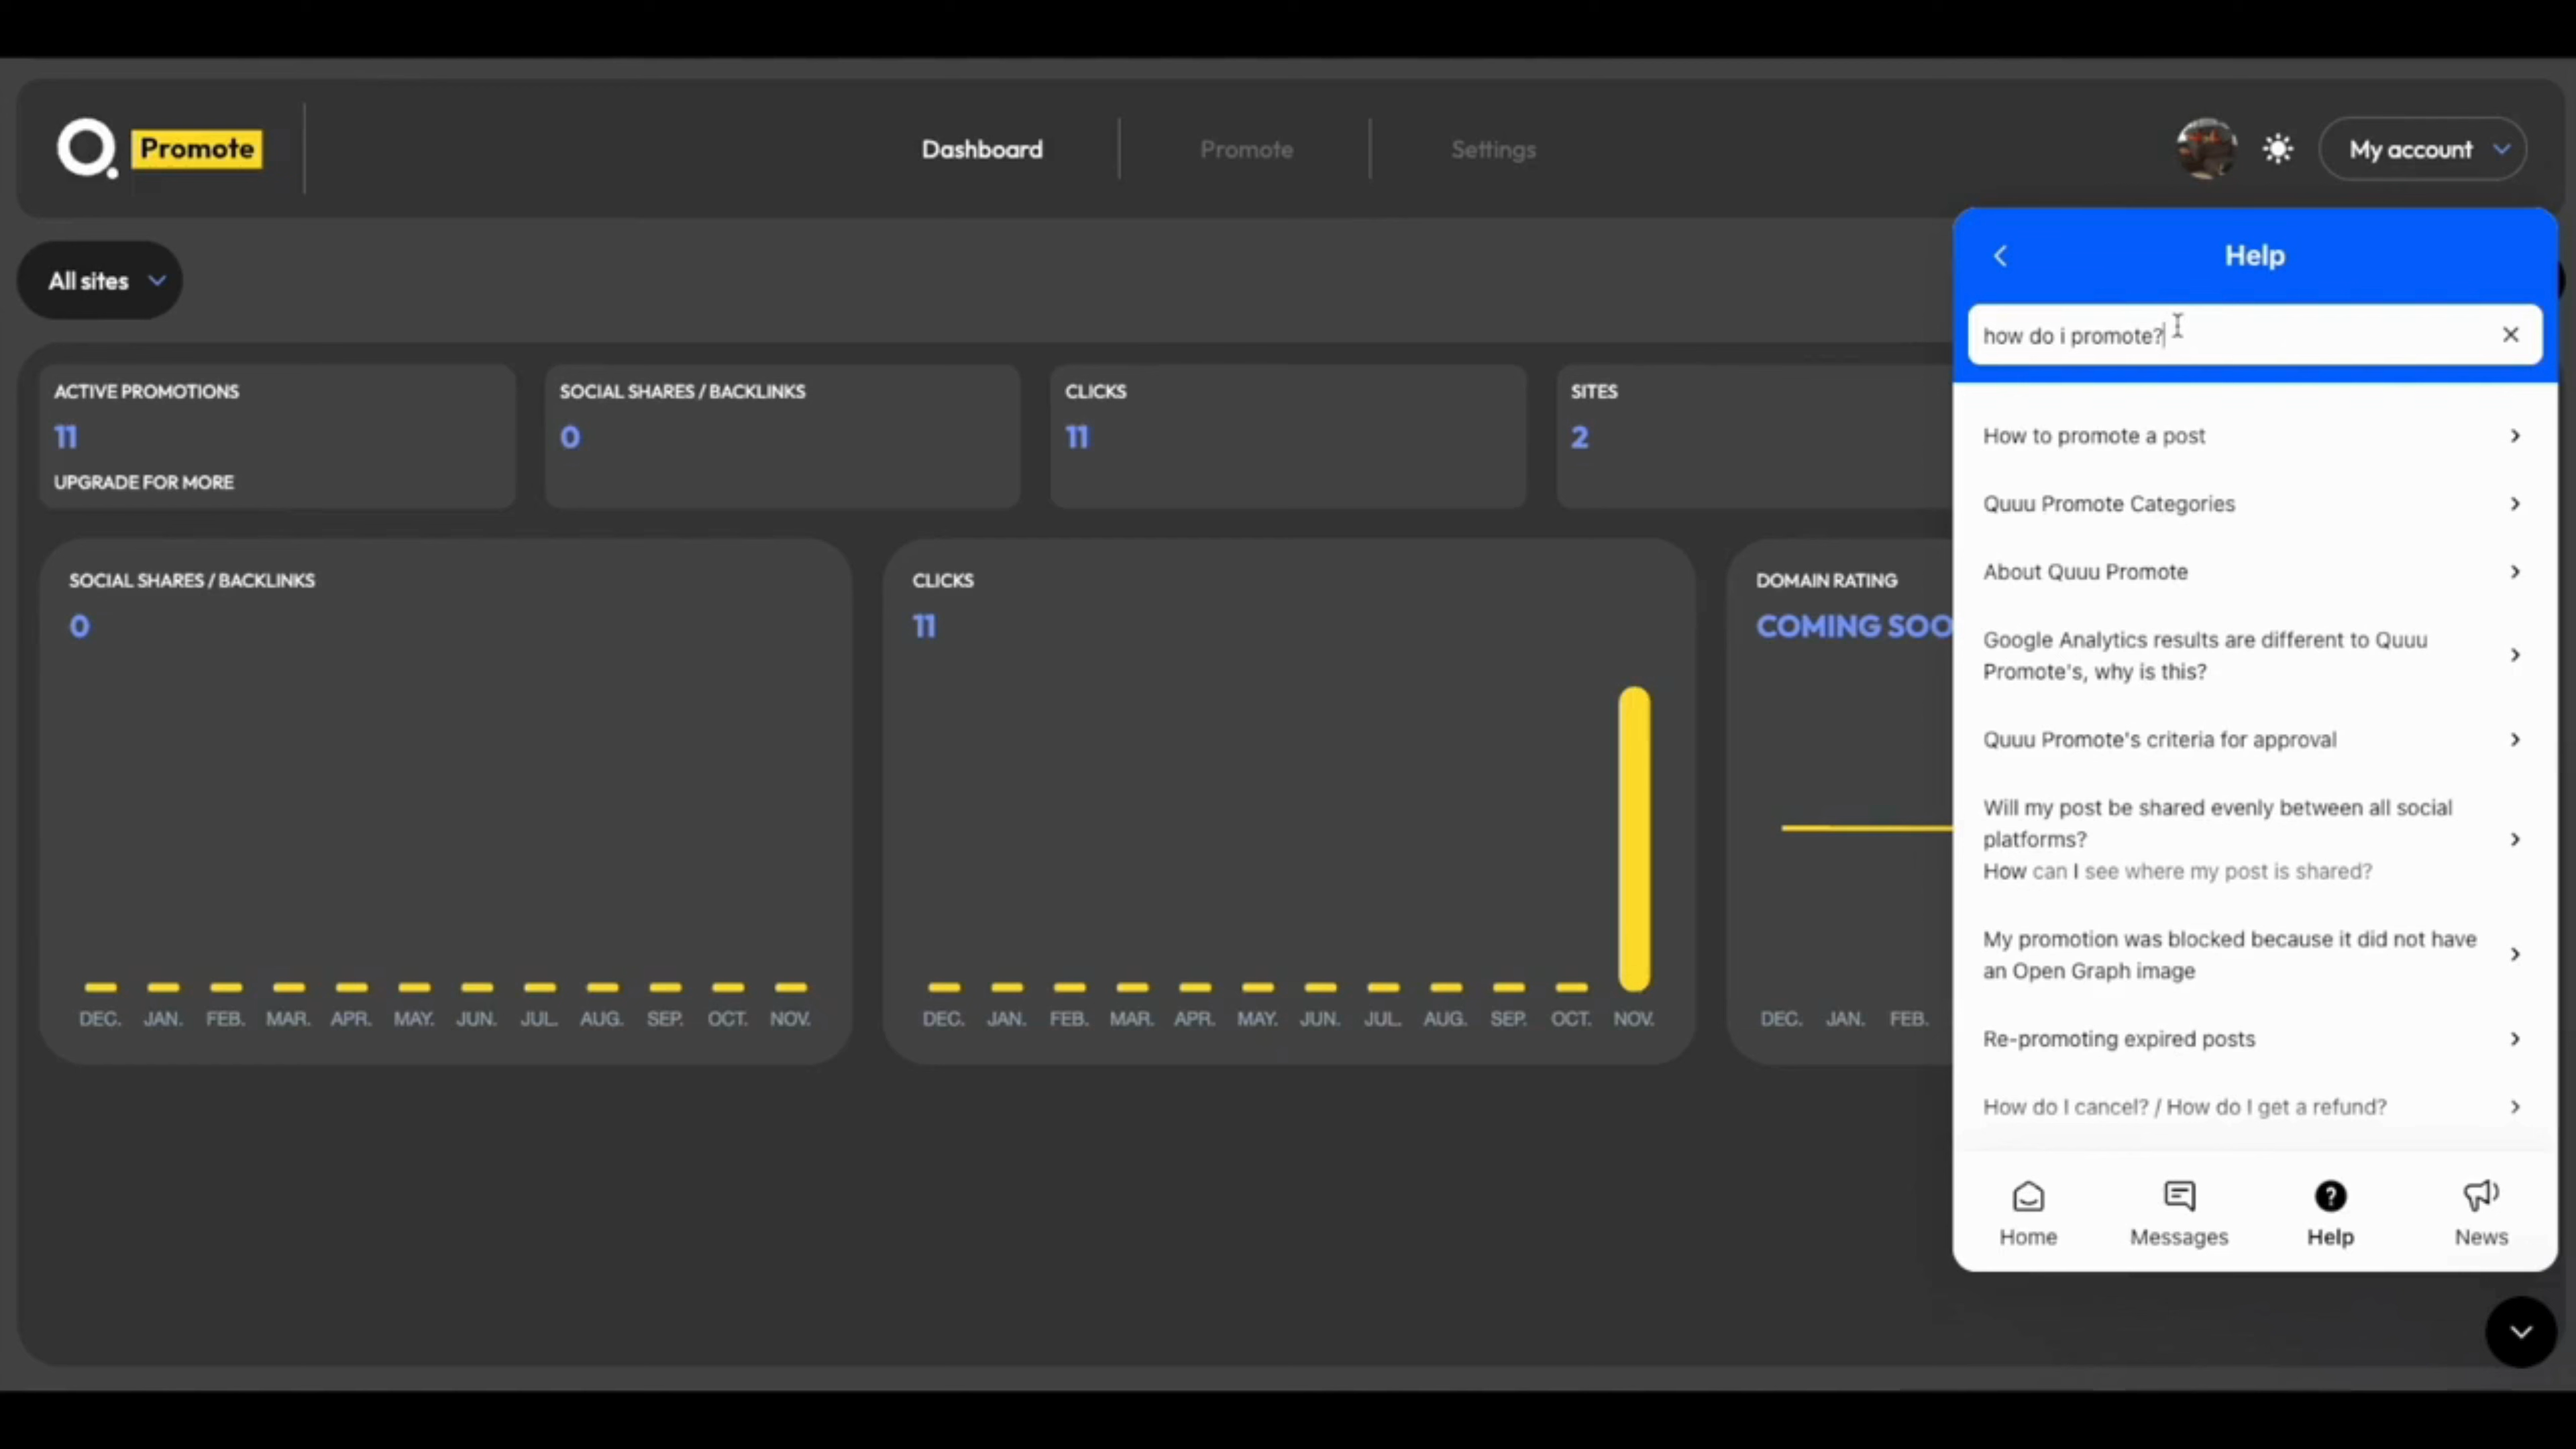 Promote
Dashboard
Promote
Settings
My account
All sites
ACTIVE PROMOTIONS
11
UPGRADE FOR MORE
SOCIAL SHARES / BACKLINKS
0
CLICKS
11
SITES
2
SOCIAL SHARES / BACKLINKS
0
DEC. JAN. FEB. MAR. APR. MAY. JUN. JUL. AUG. SEP. OCT. NOV.
CLICKS
11
DEC. JAN. FEB. MAR. APR. MAY. JUN. JUL. AUG. SEP. OCT. NOV.
DOMAIN RATING
COMING SOO
DEC. JAN. FEB.
Help
how do i promote?
How to promote a post
Quuu Promote Categories
About Quuu Promote
Google Analytics results are different to Quuu
Promote's, why is this?
Quuu Promote's criteria for approval
Will my post be shared evenly between all social
platforms?
How can I see where my post is shared?
My promotion was blocked because it did not have
an Open Graph image
Re-promoting expired posts
How do I cancel? / How do I get a refund?
Home
Messages
Help
News